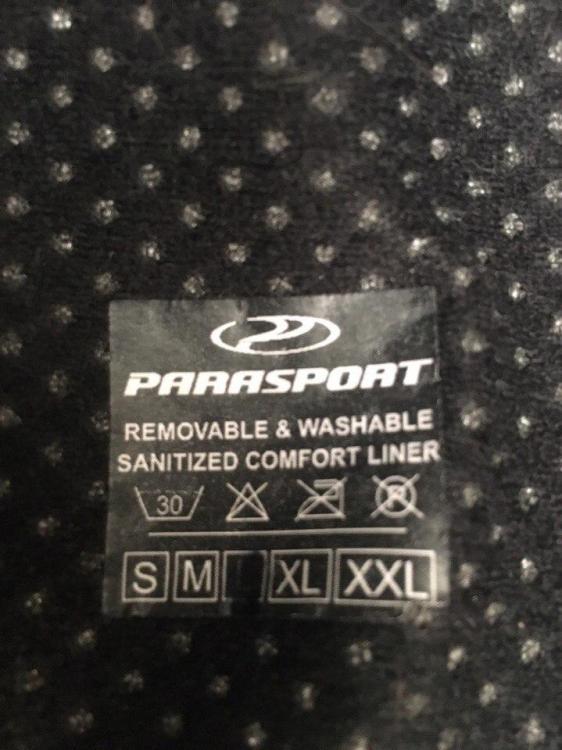 PARASPORT
REMOVABLE & WASHABLE
SANITIZED COMFORT LINER
30 P
S M XL XXL